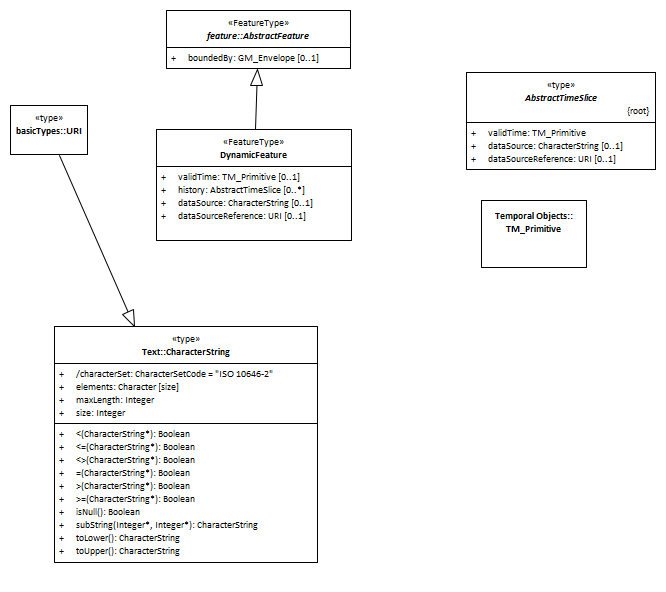 «FeatureType»
feature::AbstractFeature
+ boundedBy: GM_Envelope [0..1]
«type»
AbstractTimeSlice
{root}
+ validTime: TM_Primitive
+ dataSource: CharacterString [0..1]
+ dataSourceReference: URI [0..1]
«type»
basicTypes::URI
«FeatureType»
DynamicFeature
+ validTime: TM_Primitive [0..1]
+ history: AbstractTimeSlice [0..*]
+ dataSource: CharacterString [0..1]
+ dataSourceReference: URI [0..1]
Temporal Objects::
TM_Primitive
«type»
Text::CharacterString
+ /characterSet: CharacterSetCode = "ISO 10646-2"
+ elements: Character [size]
+ maxLength: Integer
+ size: Integer
+ <(CharacterString*): Boolean
+ <=(CharacterString*): Boolean
+ <>(CharacterString*): Boolean
+ =(CharacterString*): Boolean
+ >(CharacterString*): Boolean
+ >=(CharacterString*): Boolean
+ isNull(): Boolean
+ subString(Integer*, Integer*): CharacterString
+ toLower(): CharacterString
+ toUpper(): CharacterString